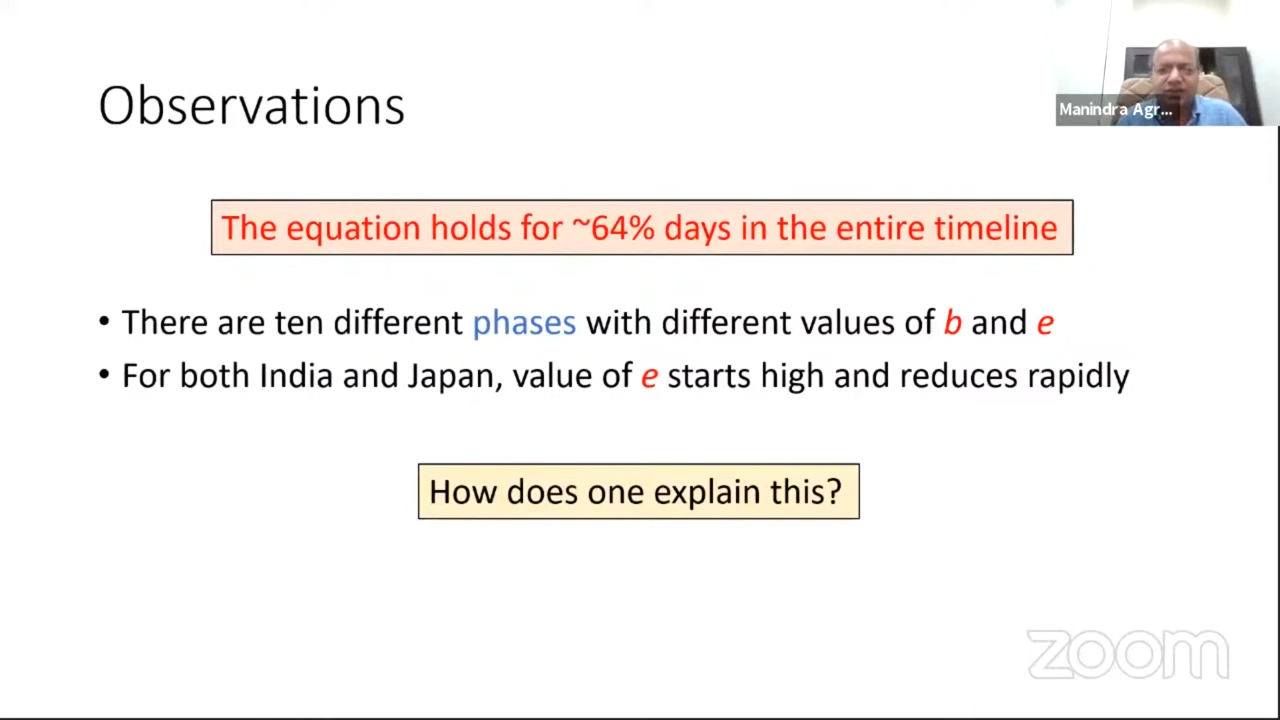 Observations
Manindra Agr...
The equation holds for ~64% days in the entire timeline
• There are ten different phases with different values of b and e
• For both India and Japan, value of e starts high and reduces rapidly
How does one explain this?
zoom